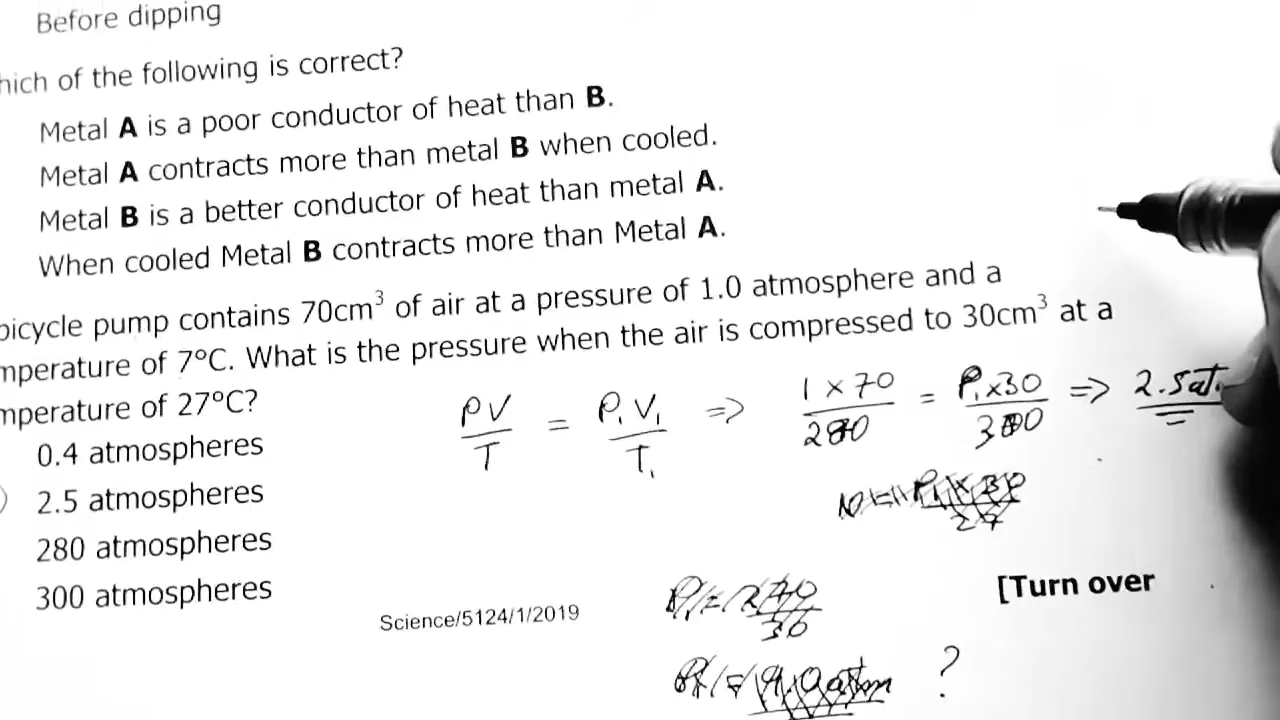 Before dipping
hich of the following is correct?
Metal A is a poor conductor of heat than B.
Metal A contracts more than metal B when cooled.
Metal B is a better conductor of heat than metal A.
When cooled Metal B contracts more than Metal A.
bicycle pump contains 70cm³ of air at a pressure of 1.0 atmosphere and a
mperature of 7°C. What is the pressure when the air is compressed to 30cm³ at a
mperature of 27°C?
PV/T = P₁V₁/T₁ => 1 × 70/280 = P₁×30/300 => 2.5at
0.4 atmospheres
2.5 atmospheres
280 atmospheres
300 atmospheres
[Turn over
Science/5124/1/2019
?